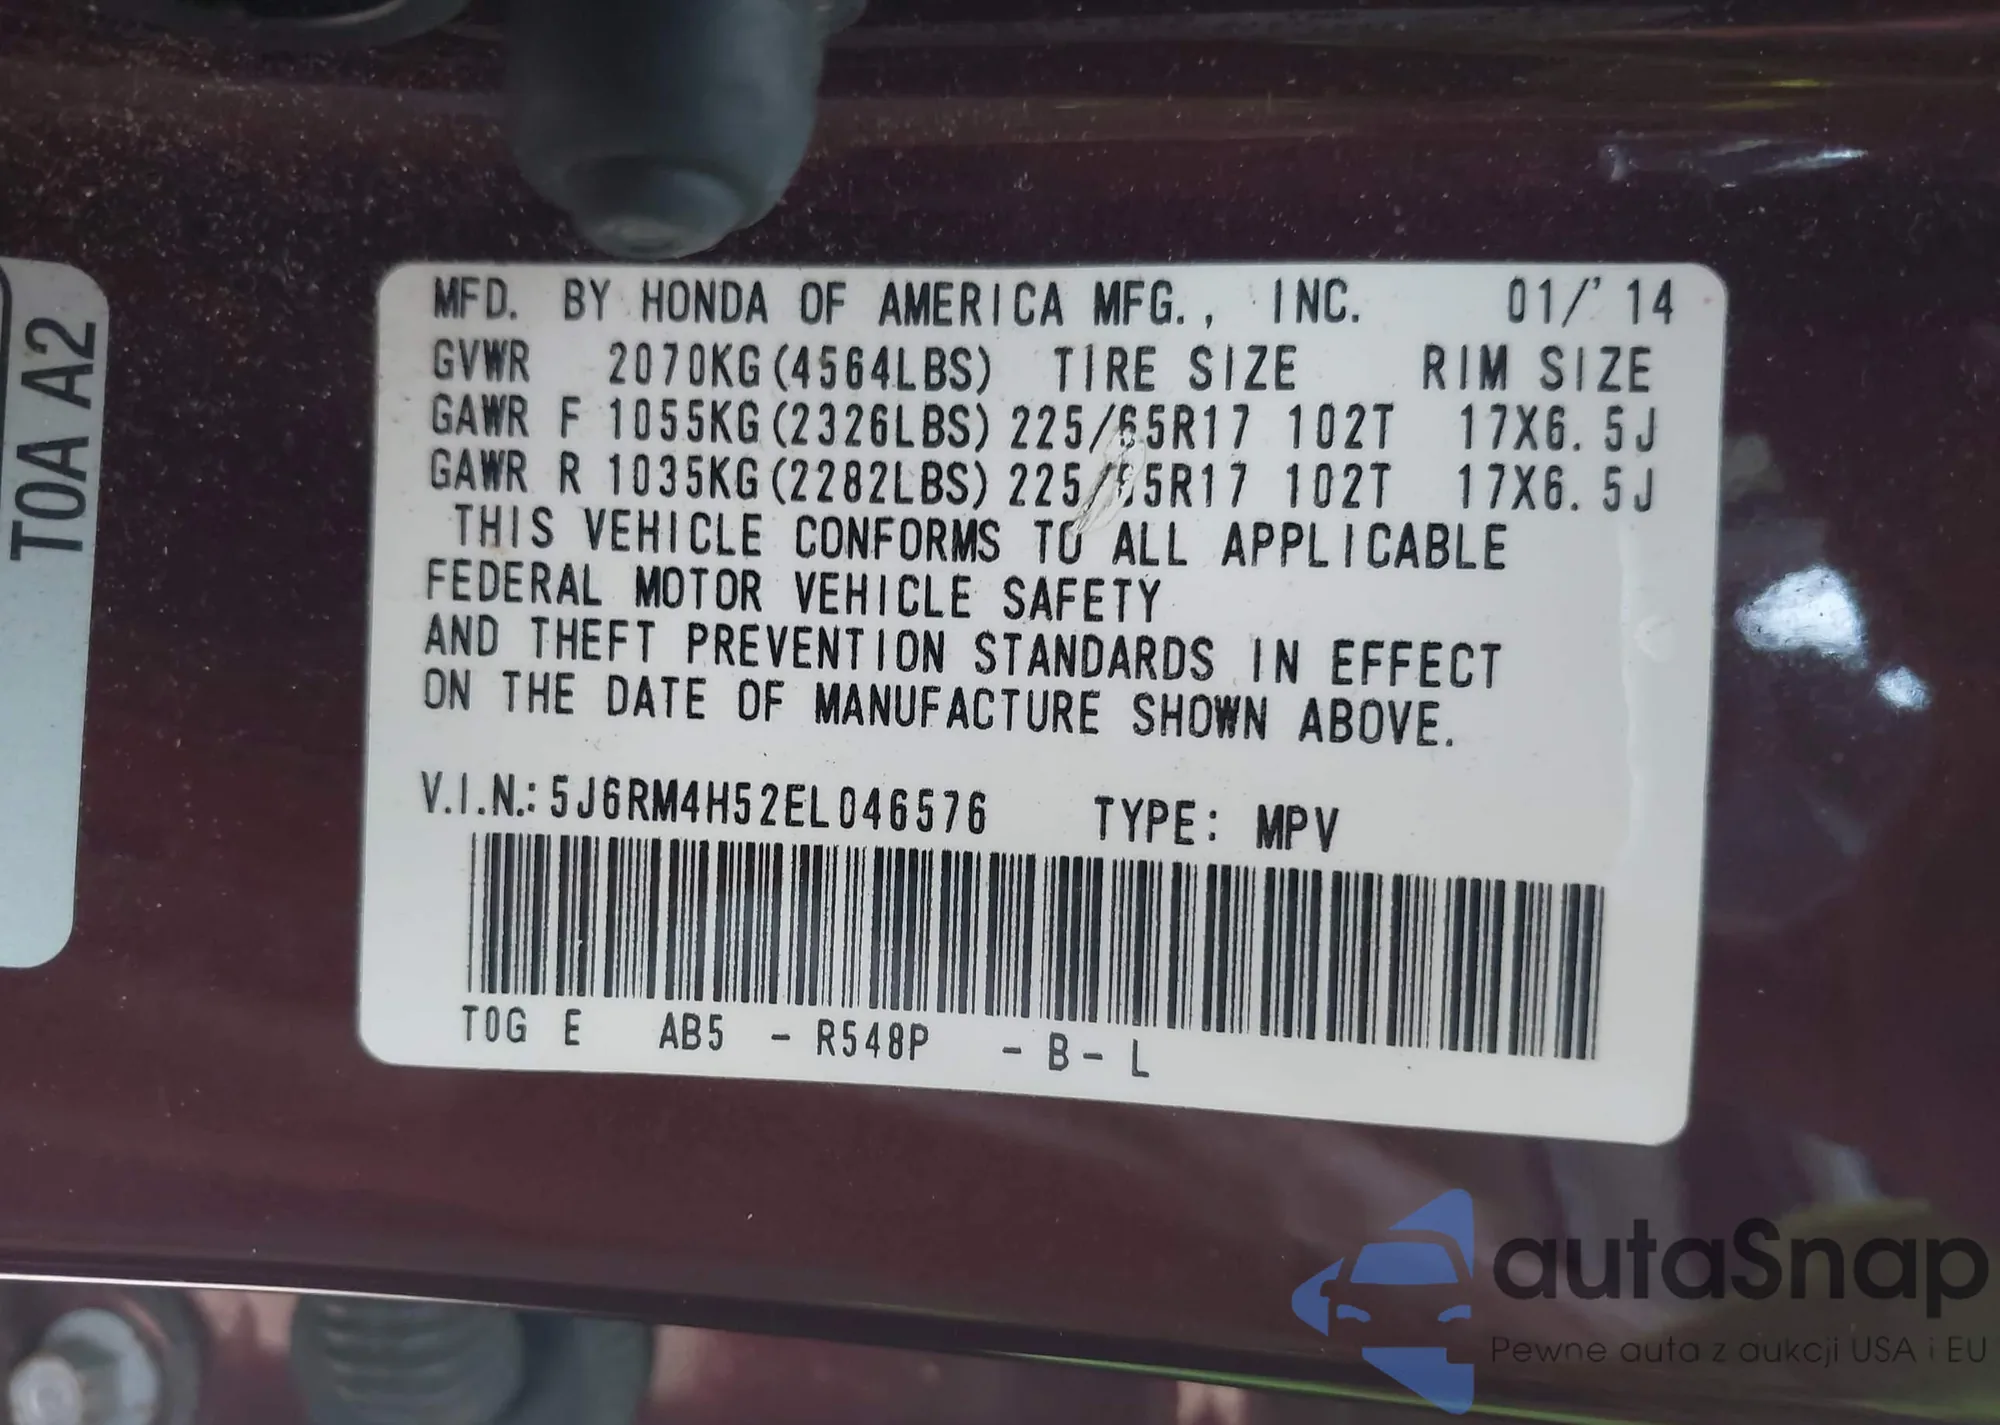 T0A A2
MFD. BY HONDA OF AMERICA MFG., INC. 01/'14
GVWR 2070KG(4564LBS) TIRE SIZE RIM SIZE
GAWR F 1055KG(2326LBS) 225/65R17 102T 17X6.5J
GAWR R 1035KG(2282LBS) 225/65R17 102T 17X6.5J
THIS VEHICLE CONFORMS TO ALL APPLICABLE
FEDERAL MOTOR VEHICLE SAFETY
AND THEFT PREVENTION STANDARDS IN EFFECT
ON THE DATE OF MANUFACTURE SHOWN ABOVE.
V.I.N.: 5J6RM4H52EL046576 TYPE: MPV
T0G E AB5 - R548P - B - L
autaSnap
Pewne auta z aukcji USA i EU